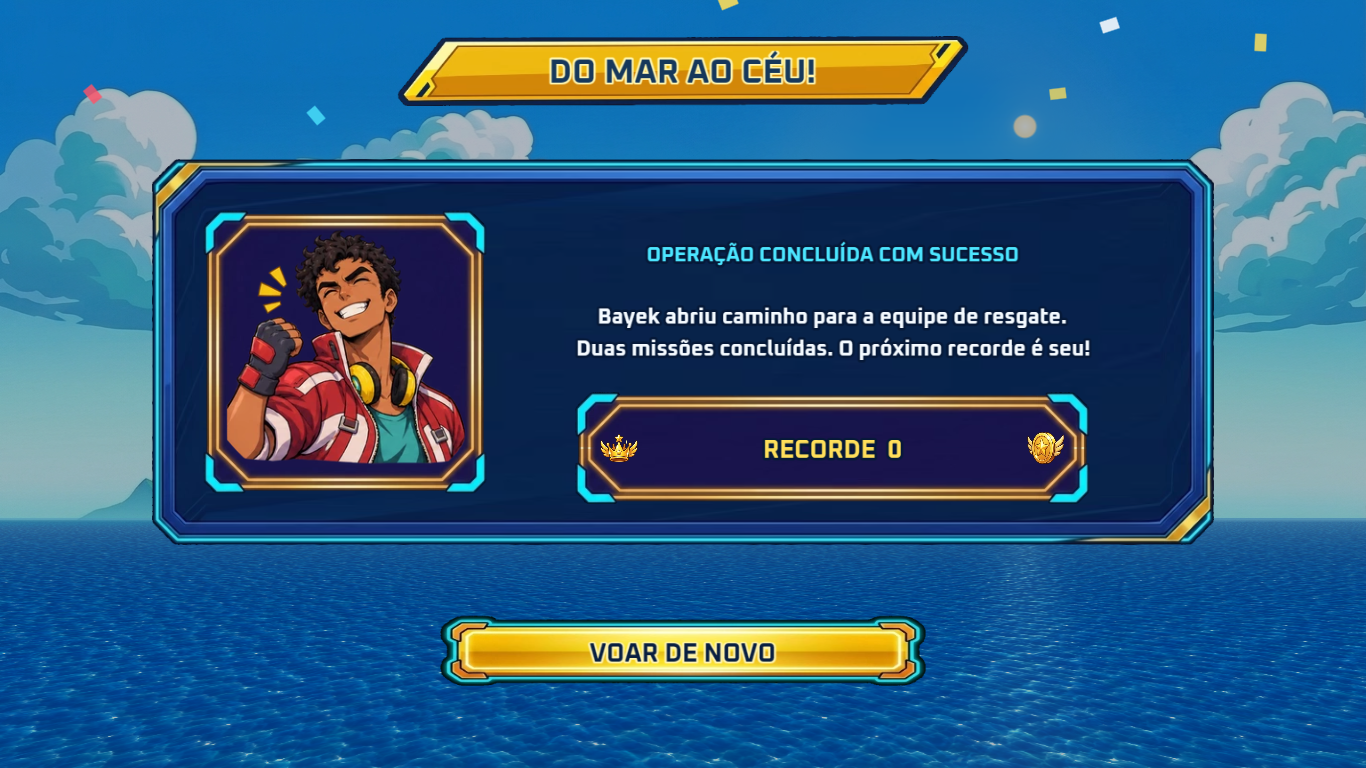 DO MAR AO CÉU!
OPERAÇÃO CONCLUÍDA COM SUCESSO
Bayek abriu caminho para a equipe de resgate.
Duas missões concluídas. O próximo recorde é seu!
RECORDE 0
VOAR DE NOVO